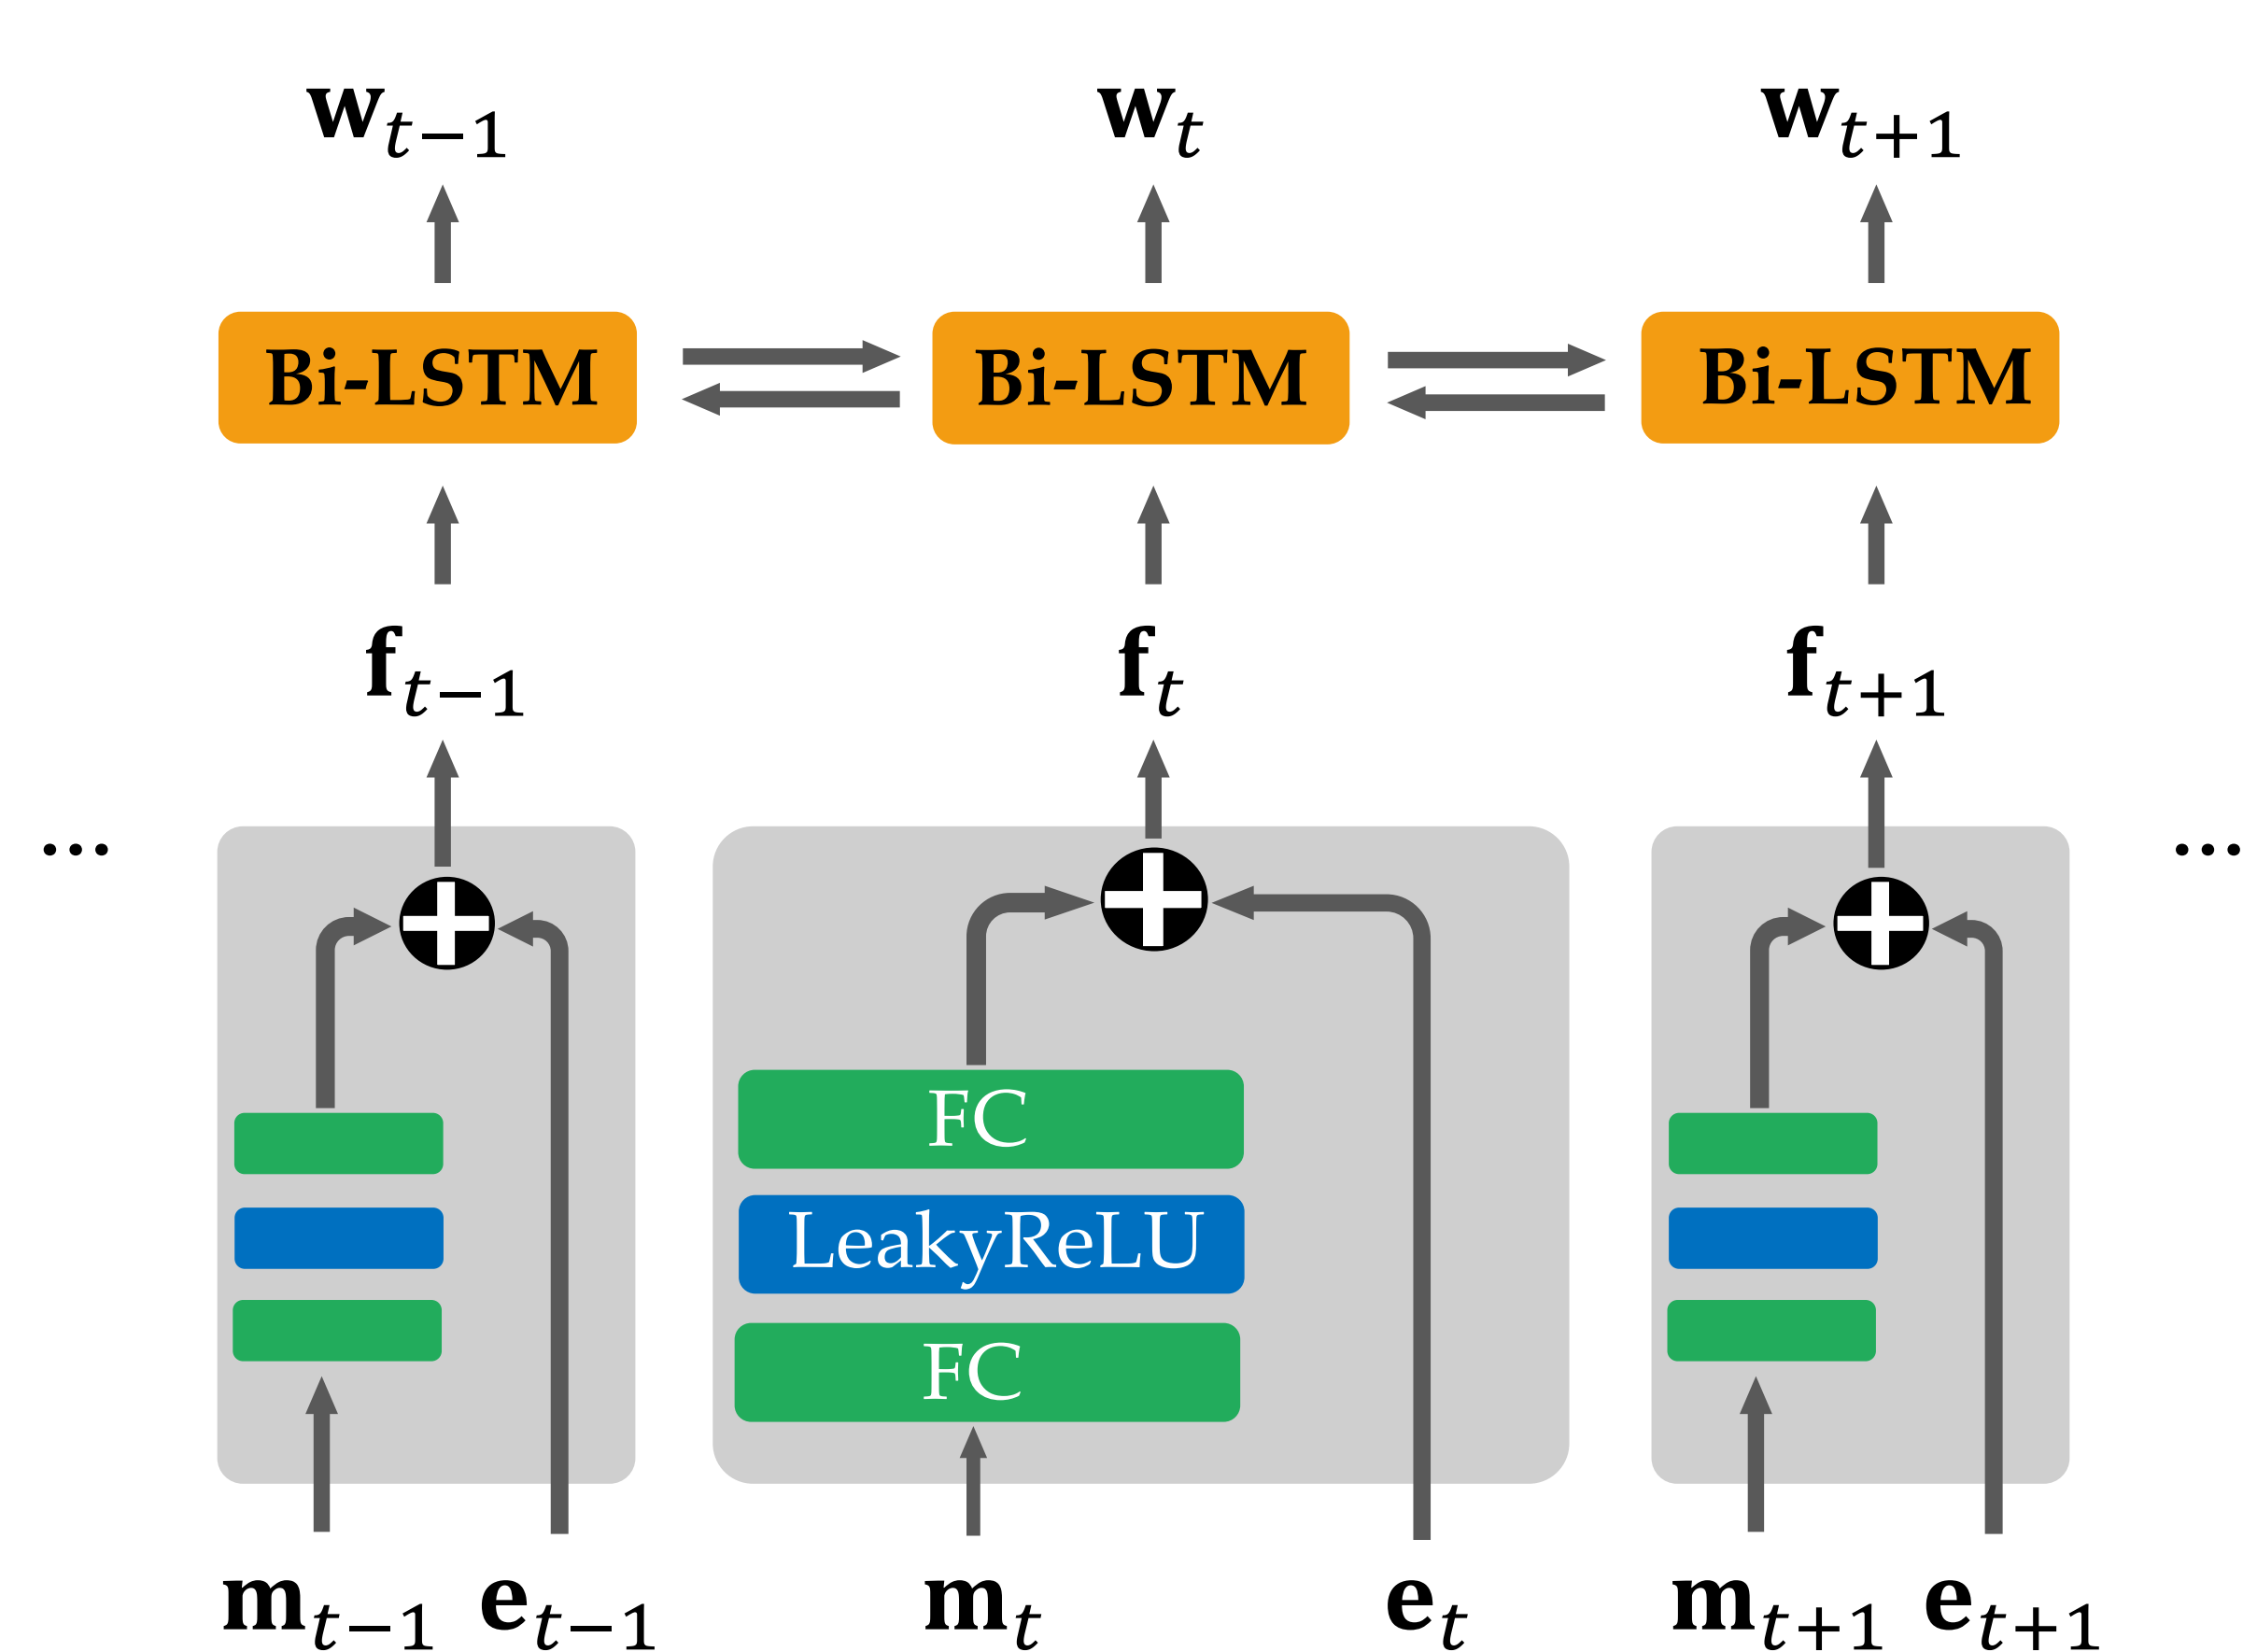 w_{t−1} w_t w_{t+1}
Bi-LSTM Bi-LSTM Bi-LSTM
f_{t−1} f_t f_{t+1}
... ...
FC
LeakyReLU
FC
m_{t−1} e_{t−1} m_t e_t m_{t+1} e_{t+1}